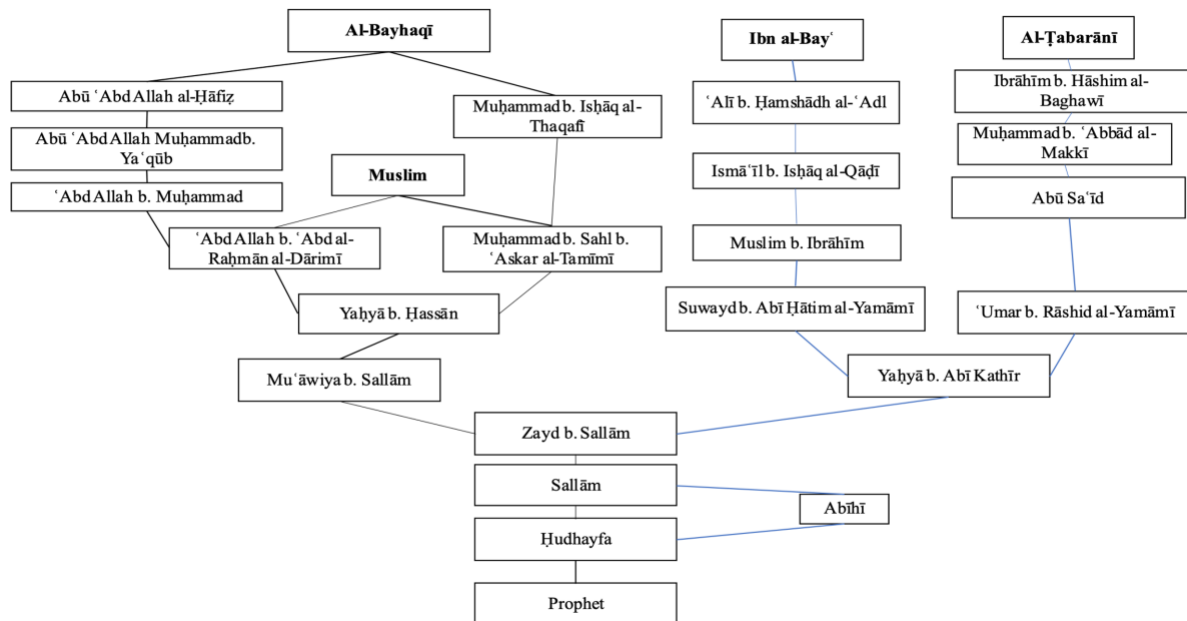 Al-Bayhaqī
Ibn al-Bayʿ
Al-Ṭabarānī
Abū ʿAbd Allah al-Ḥāfiẓ
Muḥammad b. Isḥāq al-
Thaqafī
ʿAlī b. Ḥamshādh al-ʿAdl
Ibrāhīm b. Hāshim al-
Baghawī
Abū ʿAbd Allah Muḥammad b.
Yaʿqūb
Muḥammad b. ʿAbbād al-
Makkī
Muslim
Ismāʿīl b. Isḥāq al-Qāḍī
ʿAbd Allah b. Muḥammad
Abū Saʿīd
ʿAbd Allah b. ʿAbd al-
Raḥmān al-Dārimī
Muḥammad b. Sahl b.
ʿAskar al-Tamīmī
Muslim b. Ibrāhīm
Yaḥyā b. Ḥassān
Suwayd b. Abī Ḥātim al-Yamāmī
ʿUmar b. Rāshid al-Yamāmī
Muʿāwiya b. Sallām
Yaḥyā b. Abī Kathīr
Zayd b. Sallām
Sallām
Abīhī
Ḥudhayfa
Prophet